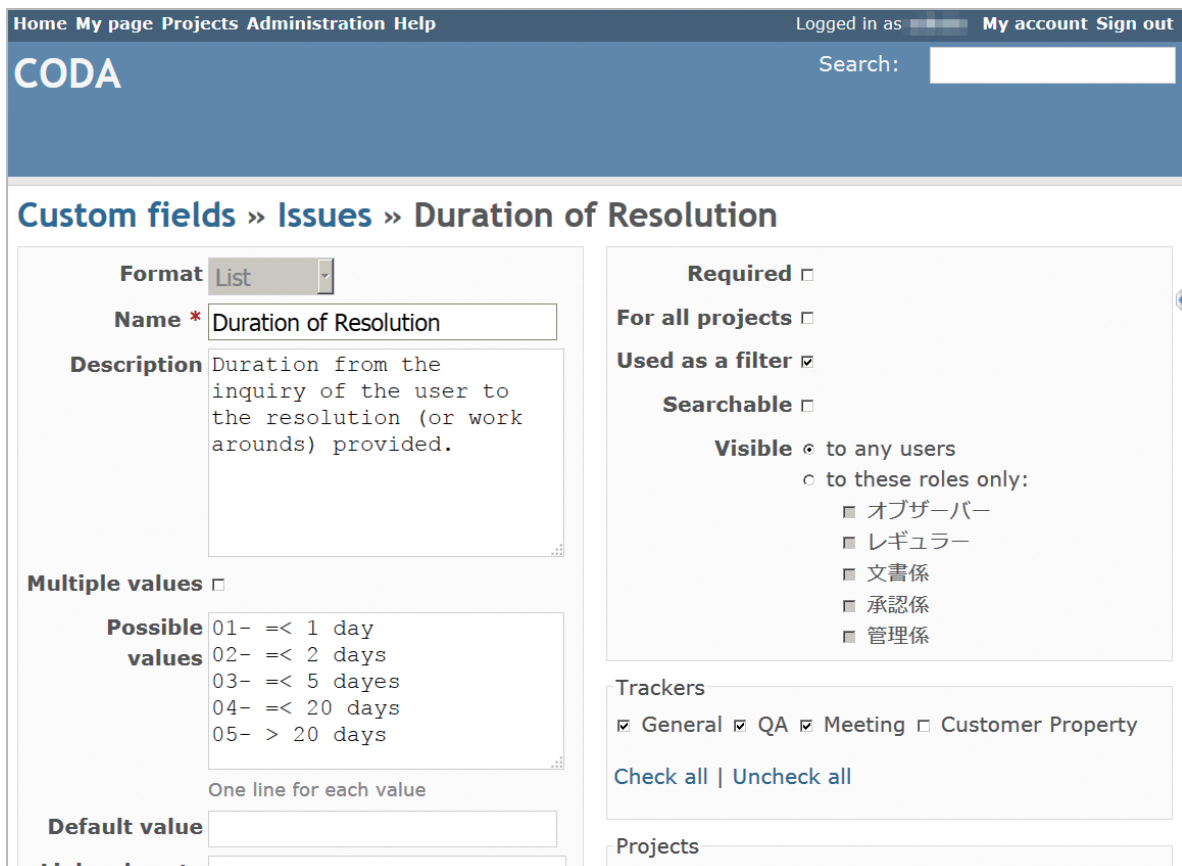 Home My page Projects Administration Help
Logged in as My account Sign out
CODA
Search:
Custom fields » Issues » Duration of Resolution
Format List
Name * Duration of Resolution
Description Duration from the
inquiry of the user to
the resolution (or work
arounds) provided.
Multiple values
Possible values
01- =< 1 day
02- =< 2 days
03- =< 5 dayes
04- =< 20 days
05- > 20 days
One line for each value
Default value
Required
For all projects
Used as a filter
Searchable
Visible to any users
to these roles only:
オブザーバー
レギュラー
文書係
承認係
管理係
Trackers
General QA Meeting Customer Property
Check all | Uncheck all
Projects